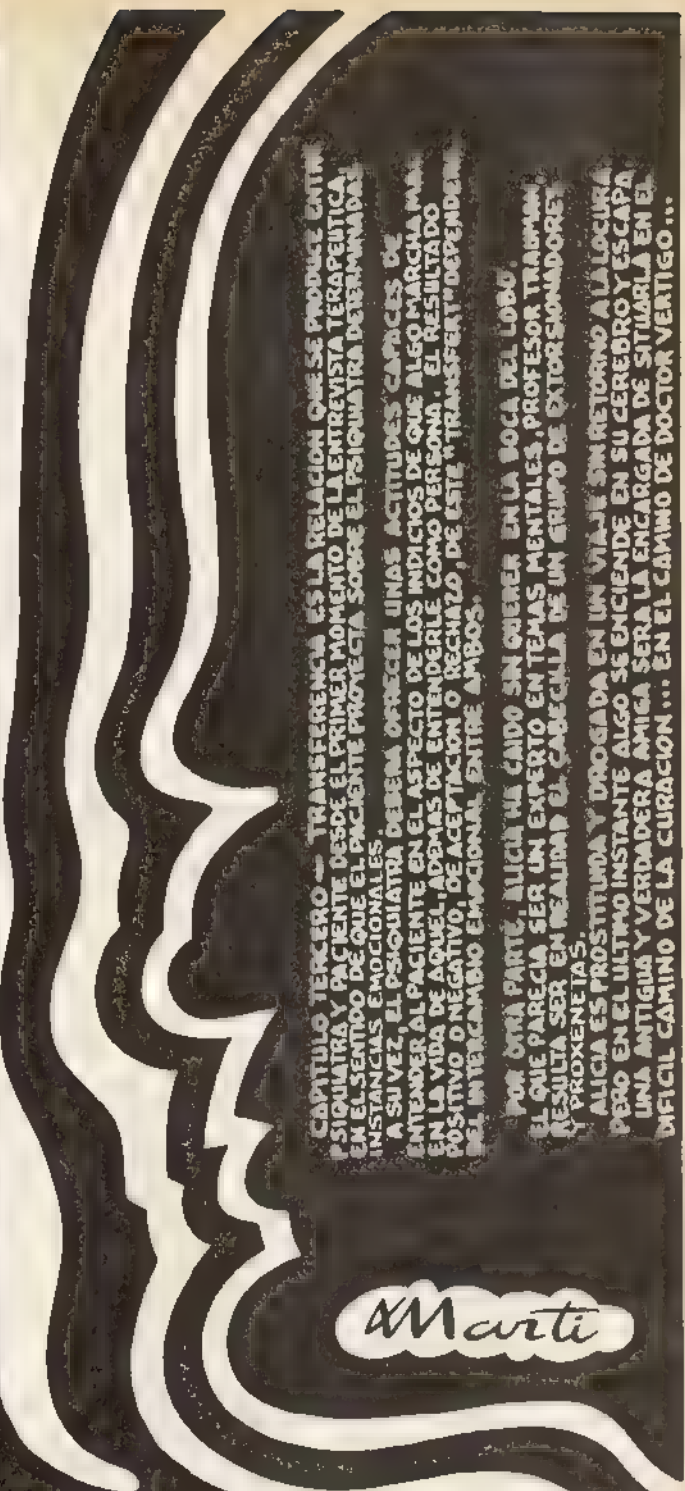 CAPITULO TERCERO — TRANSFERENCIA ES LA RELACION QUE SE PRODUCE ENTRE
PSIQUIATRA Y PACIENTE DESDE EL PRIMER MOMENTO DE LA ENTREVISTA TERAPEUTICA,
EN EL SENTIDO DE QUE EL PACIENTE PROYECTA SOBRE EL PSIQUIATRA DETERMINADAS
INSTANCIAS EMOCIONALES.
A SU VEZ, EL PSIQUIATRA DEBERA OFRECER UNAS ACTITUDES CAPACES DE
ENTENDER AL PACIENTE EN EL ASPECTO DE LOS INDICIOS DE QUE ALGO MARCHA MAL
EN LA VIDA DE AQUEL, ADEMAS DE ENTENDERLE COMO PERSONA. EL RESULTADO
POSITIVO O NEGATIVO, DE ACEPTACION O RECHAZO, DE ESTE "TRANSFERT" DEPENDE
DEL INTERCAMBIO EMOCIONAL ENTRE AMBOS.
POR OTRA PARTE, ALICIA HA CAIDO SIN QUERER EN LA BOCA DEL LOBO.
EL QUE PARECIA SER UN EXPERTO EN TEMAS MENTALES, PROFESOR
RESULTA SER EN REALIDAD EL CABECILLA DE UN GRUPO DE EXTORSIONADORES
Y PROXENETAS.
ALICIA ES PROSTITUIDA Y DROGADA EN UN VIAJE SIN RETORNO A LA LOCURA
PERO EN EL ULTIMO INSTANTE ALGO SE ENCIENDE EN SU CEREBRO Y ESCAPA
UNA ANTIGUA Y VERDADERA AMIGA SERA LA ENCARGADA DE SITUARLA EN EL
DIFICIL CAMINO DE LA CURACION... EN EL CAMINO DE DOCTOR VERTIGO...
XMarti